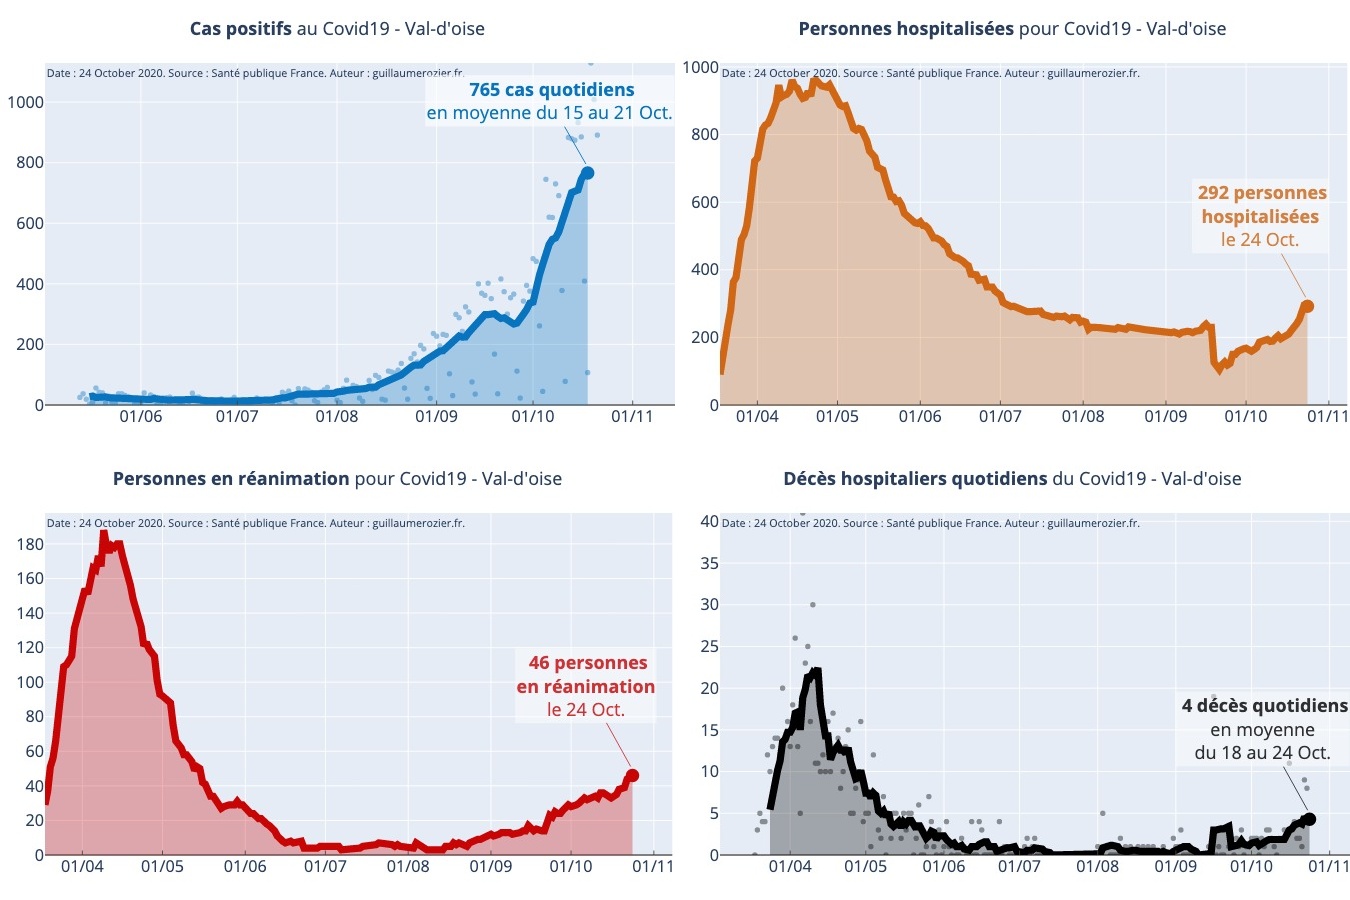 Cas positifs au Covid19 - Val-d'oise
Date : 24 October 2020. Source : Santé publique France. Auteur : guillaumerozier.fr.
765 cas quotidiens
en moyenne du 15 au 21 Oct.
1000
800
600
400
200
0
01/06 01/07 01/08 01/09 01/10 01/11
Personnes hospitalisées pour Covid19 - Val-d'oise
Date : 24 October 2020. Source : Santé publique France. Auteur : guillaumerozier.fr.
292 personnes
hospitalisées
le 24 Oct.
1000
800
600
400
200
0
01/04 01/05 01/06 01/07 01/08 01/09 01/10 01/11
Personnes en réanimation pour Covid19 - Val-d'oise
Date : 24 October 2020. Source : Santé publique France. Auteur : guillaumerozier.fr.
46 personnes
en réanimation
le 24 Oct.
180
160
140
120
100
80
60
40
20
0
01/04 01/05 01/06 01/07 01/08 01/09 01/10 01/11
Décès hospitaliers quotidiens du Covid19 - Val-d'oise
Date : 24 October 2020. Source : Santé publique France. Auteur : guillaumerozier.fr.
4 décès quotidiens
en moyenne
du 18 au 24 Oct.
40
35
30
25
20
15
10
5
0
01/04 01/05 01/06 01/07 01/08 01/09 01/10 01/11